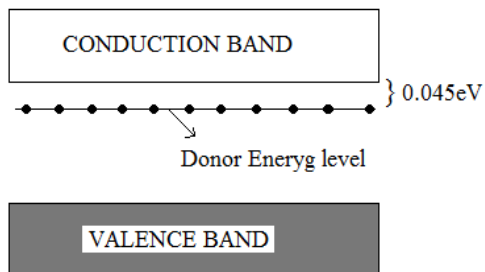 CONDUCTION BAND
} 0.045eV
Donor Eneryg level
VALENCE BAND